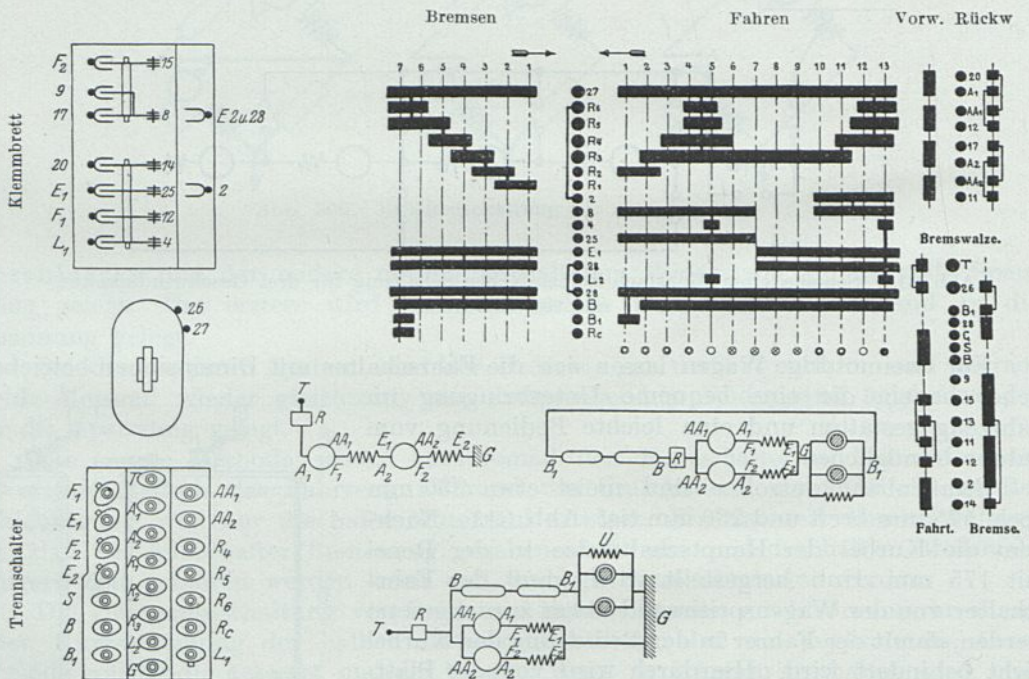 Bremsen
Fahren
Vorw. Rückw
7 6 5 4 3 2 1
1 2 3 4 5 6 7 8 9 10 11 12 13
Klemmbrett
F2 15
9
17 8 E 2u.28
20 14
E1 25 2
F1 12
L1 4
27
R6
R5
R4
R3
R2
R1
2
8
4
25
E1
28
L2
29
B
B1
Rc
20
A1
AA1
12
17
A2
AA2
11
Bremswalze.
T
26
B1
28
C
S
B
9
15
11
12
2
14
Fahrt Bremse
26
27
Trennschalter
F1 T AA1
E1 A1 AA2
F2 A2 R4
E2 R1 R5
S R2 R6
B R3 Rc
B1 L2 L1
G
T
R
AA1 E1 AA2 E2
A1 F1 A2 F2 G
AA1 A1
F1 E1
B1 B R F2 E2 G B1
AA2 A2
U
B B1
T R AA1 A1
F1 E1 G
F2 E2
AA2 A2